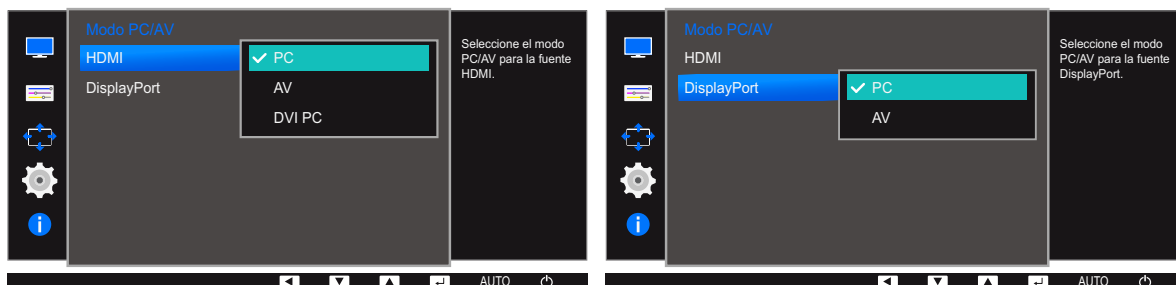 Modo PC/AV
HDMI
DisplayPort
PC
AV
DVI PC
Seleccione el modo
PC/AV para la fuente
HDMI.
AUTO
Modo PC/AV
HDMI
DisplayPort
PC
AV
Seleccione el modo
PC/AV para la fuente
DisplayPort.
AUTO